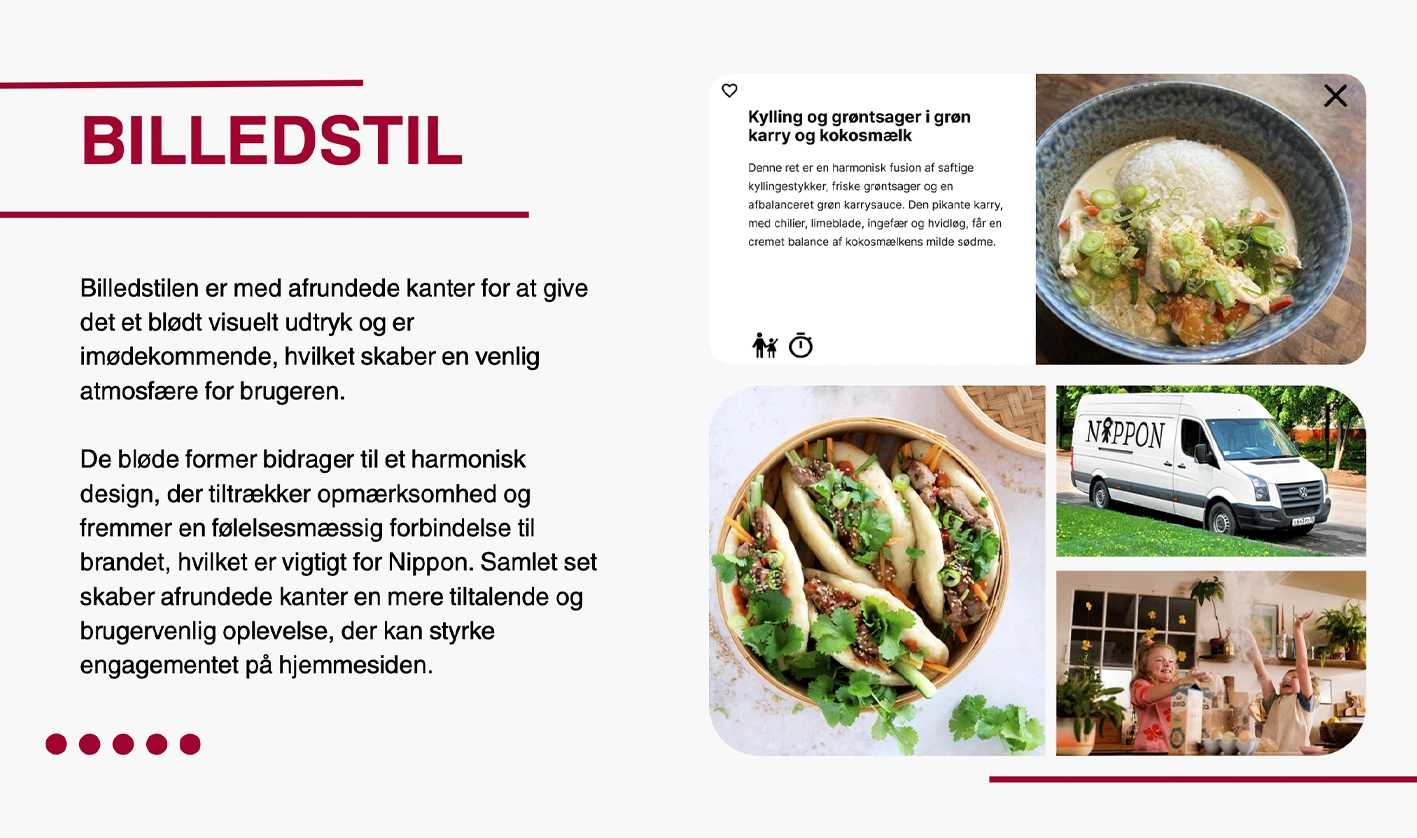 BILLEDSTIL
Billedstilen er med afrundede kanter for at give
det et blødt visuelt udtryk og er
imødekommende, hvilket skaber en venlig
atmosfære for brugeren.
De bløde former bidrager til et harmonisk
design, der tiltrækker opmærksomhed og
fremmer en følelsesmæssig forbindelse til
brandet, hvilket er vigtigt for Nippon. Samlet set
skaber afrundede kanter en mere tiltalende og
brugervenlig oplevelse, der kan styrke
engagementet på hjemmesiden.
Kylling og grøntsager i grøn
karry og kokosmælk
Denne ret er en harmonisk fusion af saftige
kyllingestykker, friske grøntsager og en
afbalanceret grøn karrysauce. Den pikante karry,
med chilier, limeblade, ingefær og hvidløg, får en
cremet balance af kokosmælkens milde sødme.
NIPPON